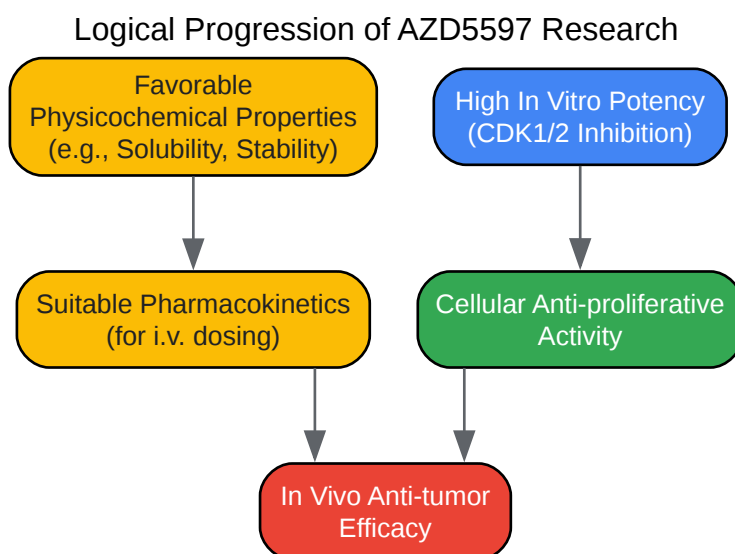 Logical Progression of AZD5597 Research
Favorable
Physicochemical Properties
(e.g., Solubility, Stability)
High In Vitro Potency
(CDK1/2 Inhibition)
Suitable Pharmacokinetics
(for i.v. dosing)
Cellular Anti-proliferative
Activity
In Vivo Anti-tumor
Efficacy